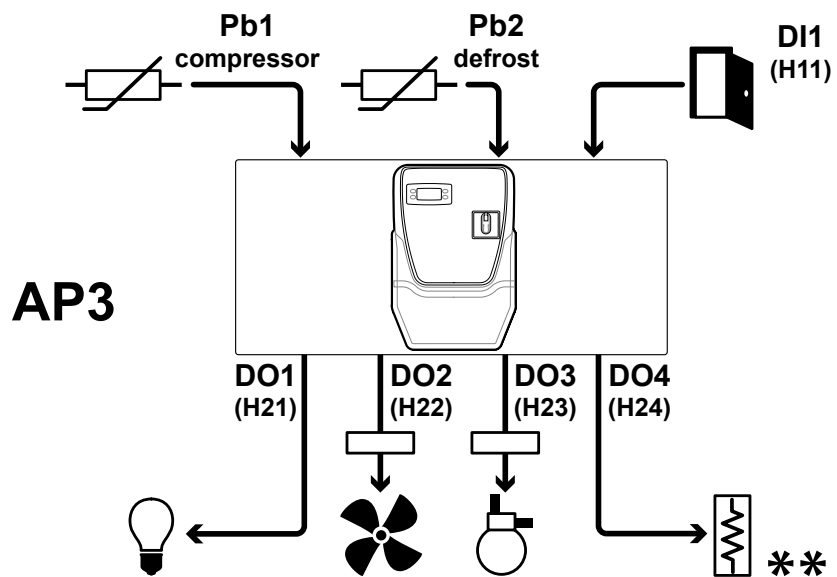 Pb1
compressor
Pb2
defrost
DI1
(H11)
AP3
DO1
(H21)
DO2
(H22)
DO3
(H23)
DO4
(H24)
**